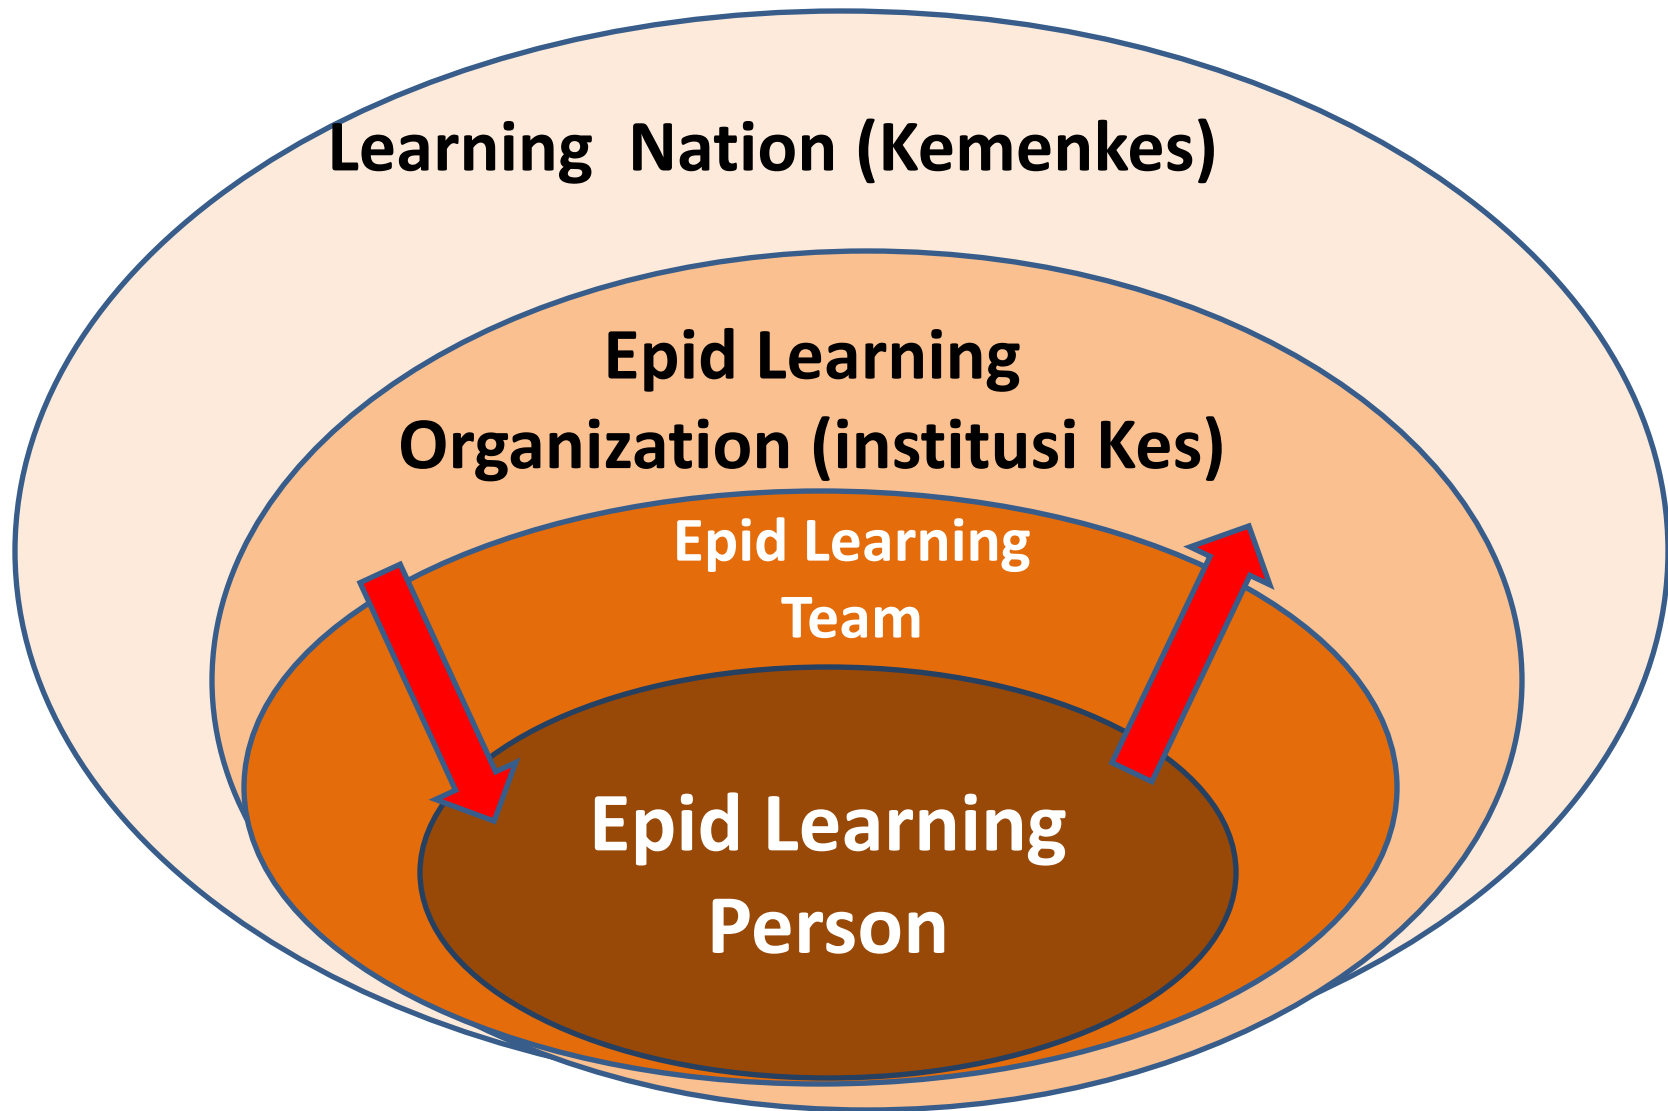 Learning  Nation (Kemenkes)
Epid Learning
Organization (institusi Kes)
Epid Learning
Team
Epid Learning
Person